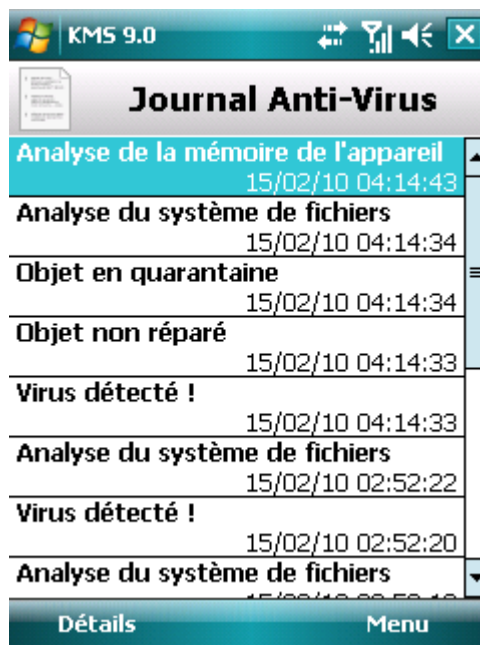 KMS 9.0
Journal Anti-Virus
Analyse de la mémoire de l'appareil
15/02/10 04:14:43
Analyse du système de fichiers
15/02/10 04:14:34
Objet en quarantaine
15/02/10 04:14:34
Objet non réparé
15/02/10 04:14:33
Virus détecté !
15/02/10 04:14:33
Analyse du système de fichiers
15/02/10 02:52:22
Virus détecté !
15/02/10 02:52:20
Analyse du système de fichiers
Détails
Menu